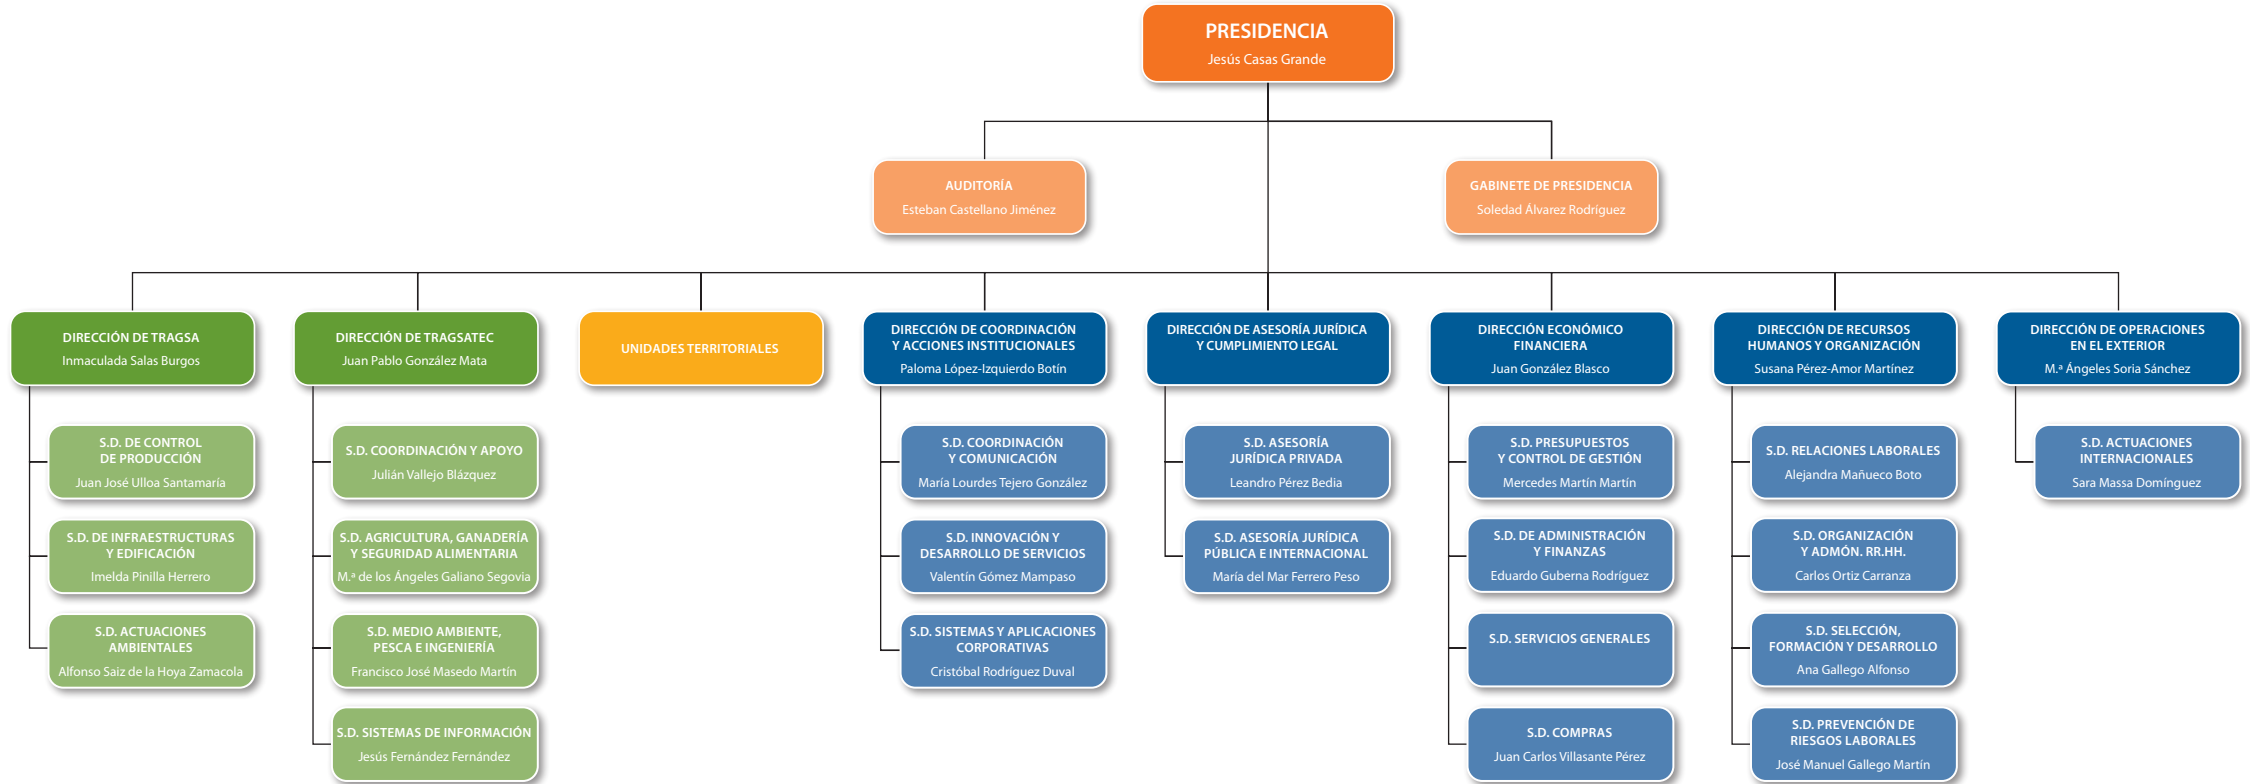 PRESIDENCIA
Jesús Casas Grande
AUDITORÍA
Esteban Castellano Jiménez
GABINETE DE PRESIDENCIA
Soledad Álvarez Rodríguez
DIRECCIÓN DE TRAGSA
Inmaculada Salas Burgos
S.D. DE CONTROL
DE PRODUCCIÓN
Juan José Ulloa Santamaría
S.D. DE INFRAESTRUCTURAS
Y EDIFICACIÓN
Imelda Pinilla Herrero
S.D. ACTUACIONES
AMBIENTALES
Alfonso Saiz de la Hoya Zamacola
DIRECCIÓN DE TRAGSATEC
Juan Pablo González Mata
S.D. COORDINACIÓN Y APOYO
Julián Vallejo Blázquez
S.D. AGRICULTURA, GANADERÍA
Y SEGURIDAD ALIMENTARIA
M.ª de los Ángeles Galiano Segovia
S.D. MEDIO AMBIENTE,
PESCA E INGENIERÍA
Francisco José Masedo Martín
S.D. SISTEMAS DE INFORMACIÓN
Jesús Fernández Fernández
UNIDADES TERRITORIALES
DIRECCIÓN DE COORDINACIÓN
Y ACCIONES INSTITUCIONALES
Paloma López-Izquierdo Botín
S.D. COORDINACIÓN
Y COMUNICACIÓN
María Lourdes Tejero González
S.D. INNOVACIÓN Y
DESARROLLO DE SERVICIOS
Valentín Gómez Mampaso
S.D. SISTEMAS Y APLICACIONES
CORPORATIVAS
Cristóbal Rodríguez Duval
DIRECCIÓN DE ASESORÍA JURÍDICA
Y CUMPLIMIENTO LEGAL
S.D. ASESORÍA
JURÍDICA PRIVADA
Leandro Pérez Bedia
S.D. ASESORÍA JURÍDICA
PÚBLICA E INTERNACIONAL
María del Mar Ferrero Peso
DIRECCIÓN ECONÓMICO
FINANCIERA
Juan González Blasco
S.D. PRESUPUESTOS
Y CONTROL DE GESTIÓN
Mercedes Martín Martín
S.D. DE ADMINISTRACIÓN
Y FINANZAS
Eduardo Guberna Rodríguez
S.D. SERVICIOS GENERALES
S.D. COMPRAS
Juan Carlos Villasante Pérez
DIRECCIÓN DE RECURSOS
HUMANOS Y ORGANIZACIÓN
Susana Pérez-Amor Martínez
S.D. RELACIONES LABORALES
Alejandra Mañueco Boto
S.D. ORGANIZACIÓN
Y ADMÓN. RR.HH.
Carlos Ortiz Carranza
S.D. SELECCIÓN,
FORMACIÓN Y DESARROLLO
Ana Gallego Alfonso
S.D. PREVENCIÓN DE
RIESGOS LABORALES
José Manuel Gallego Martín
DIRECCIÓN DE OPERACIONES
EN EL EXTERIOR
M.ª Ángeles Soria Sánchez
S.D. ACTUACIONES
INTERNACIONALES
Sara Massa Domínguez